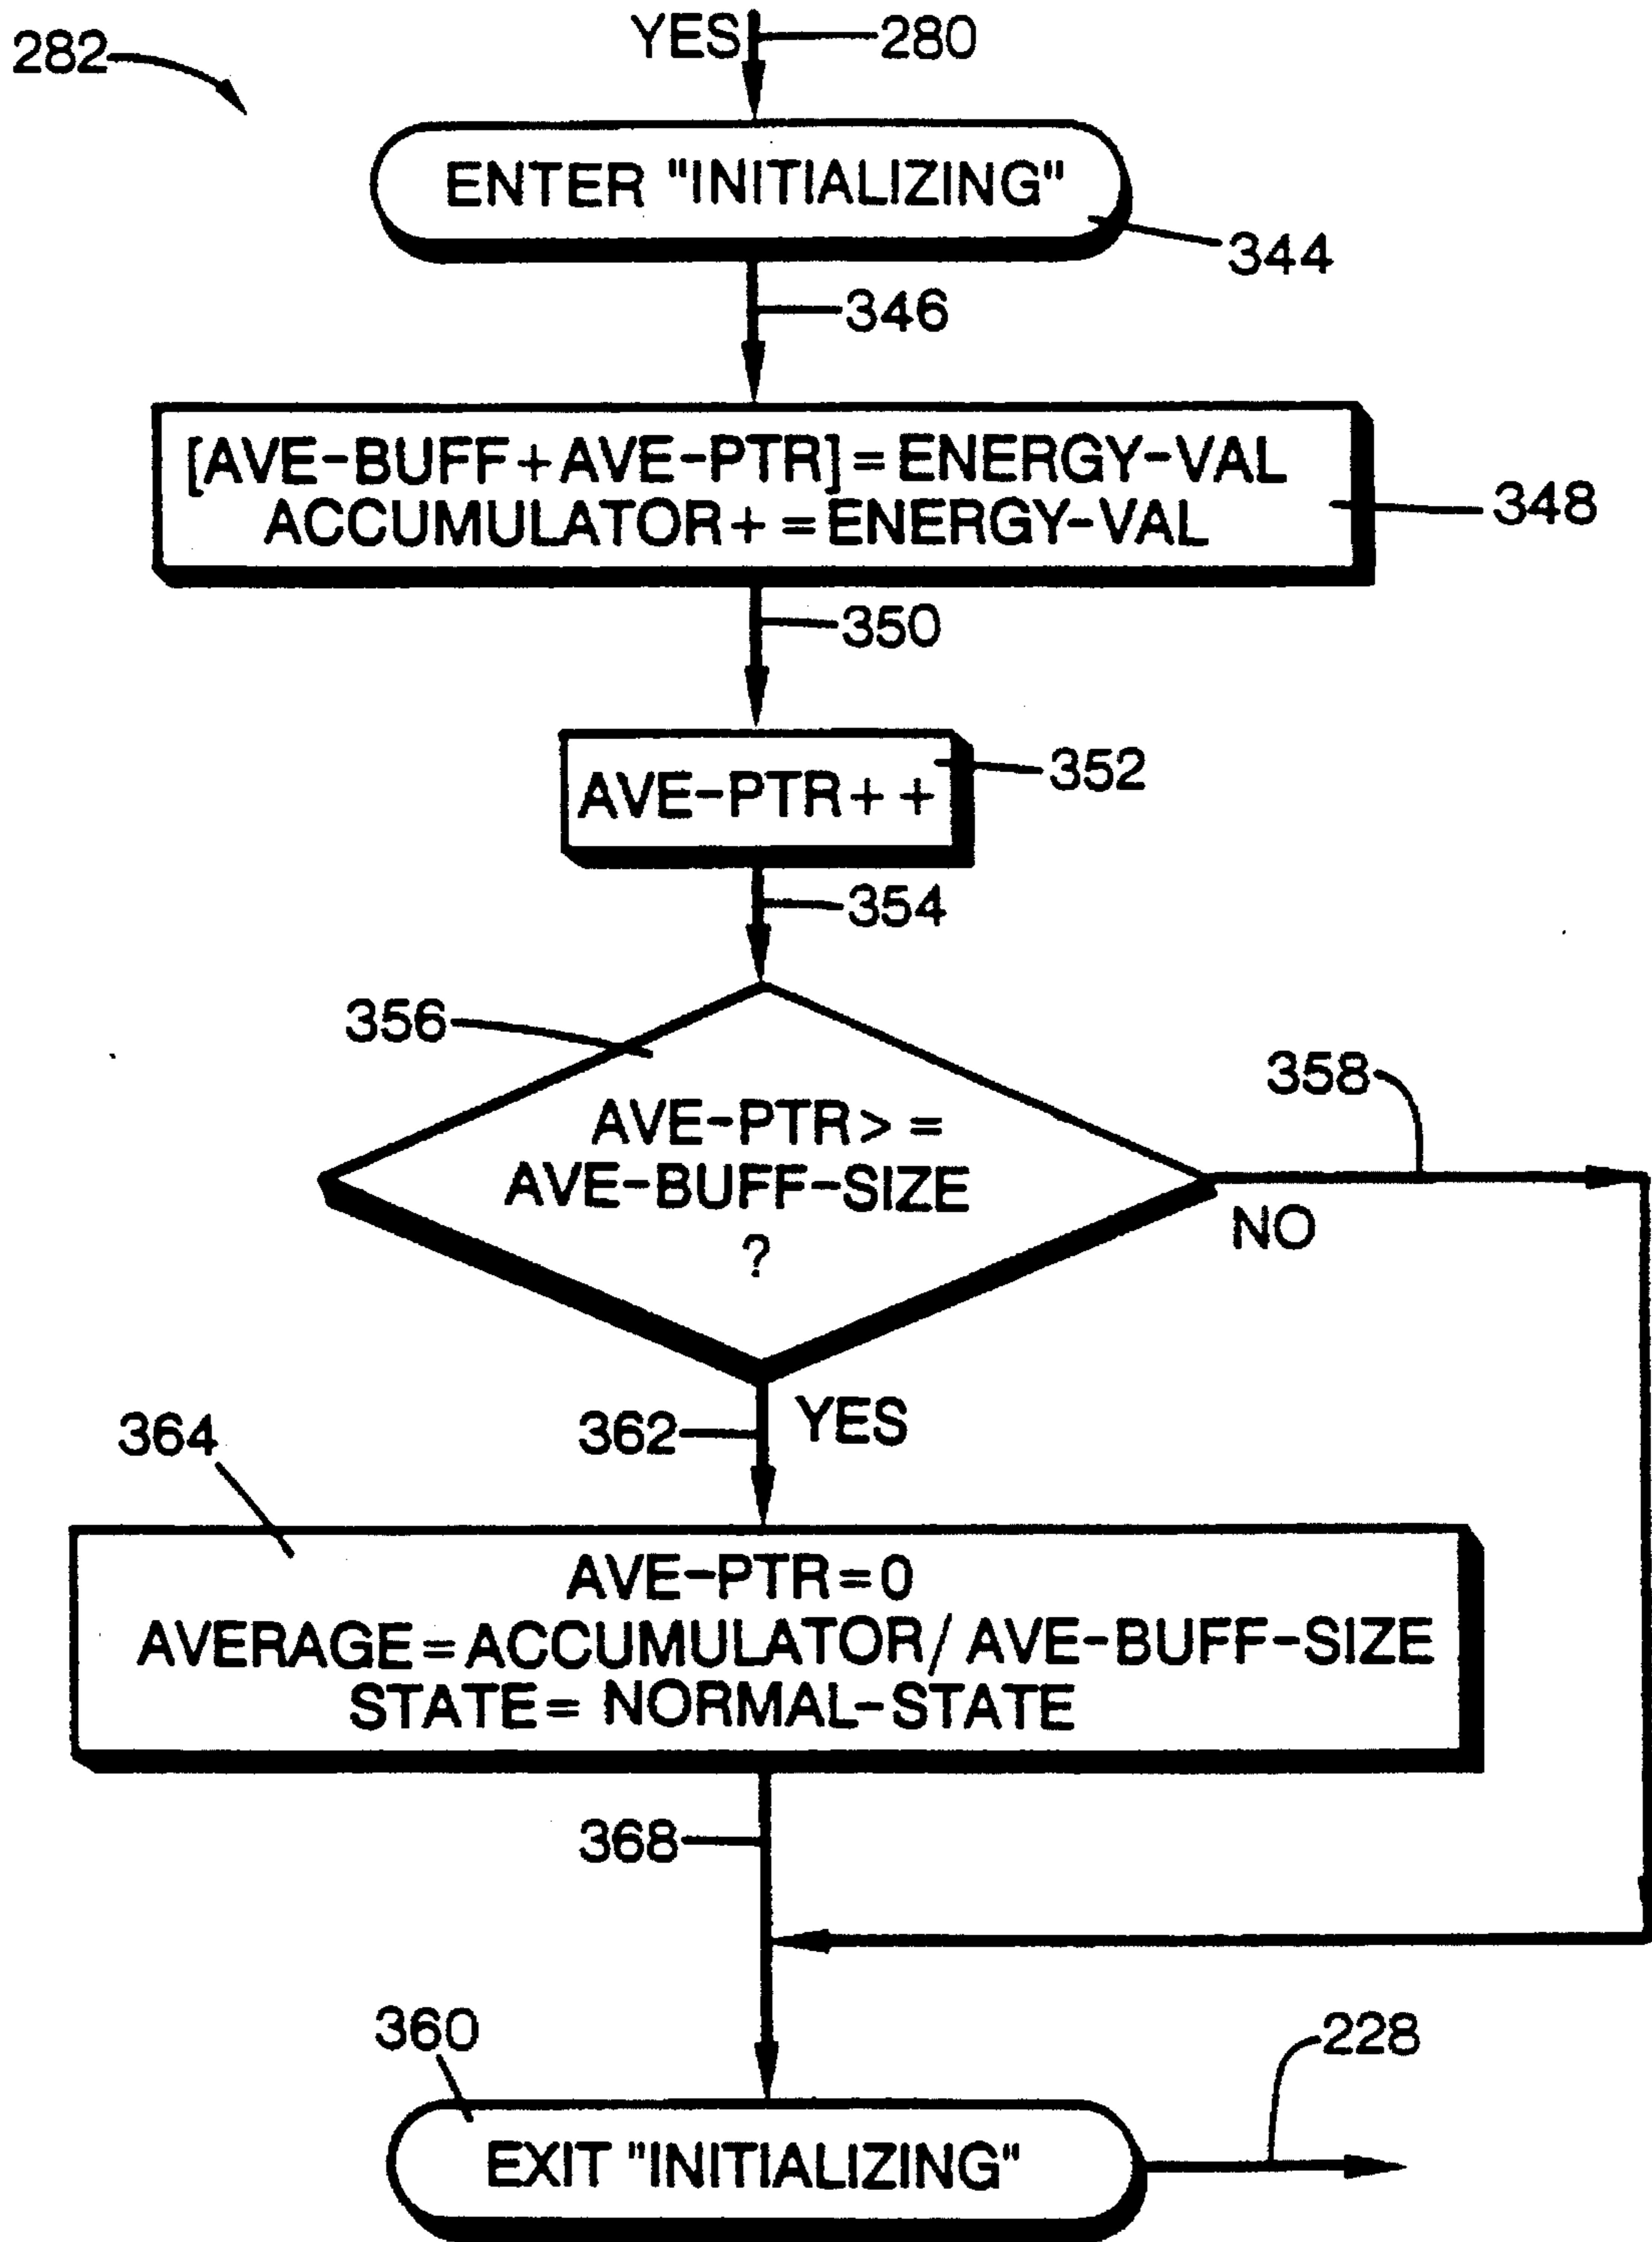 282
YES 280
ENTER "INITIALIZING"
344
346
[AVE-BUFF+AVE-PTR]=ENERGY-VAL
ACCUMULATOR+=ENERGY-VAL
348
350
AVE-PTR++
352
354
356
AVE-PTR>=
AVE-BUFF-SIZE
?
358
NO
362 YES
364
AVE-PTR=0
AVERAGE=ACCUMULATOR/AVE-BUFF-SIZE
STATE=NORMAL-STATE
368
360
EXIT "INITIALIZING"
228